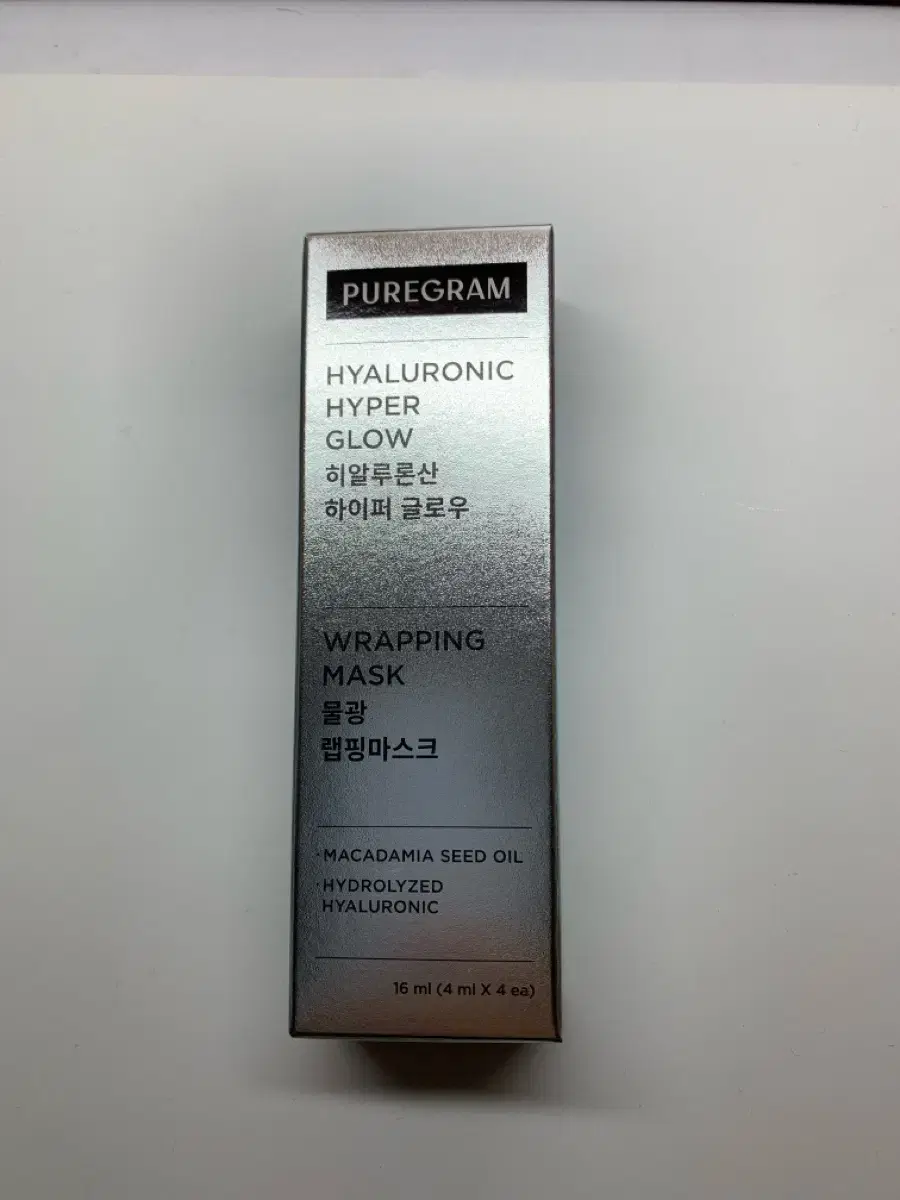 PUREGRAM
HYALURONIC
HYPER
GLOW
히알루론산
하이퍼 글로우
WRAPPING
MASK
물광
랩핑마스크
·MACADAMIA SEED OIL
·HYDROLYZED
HYALURONIC
16 ml (4 ml X 4 ea)